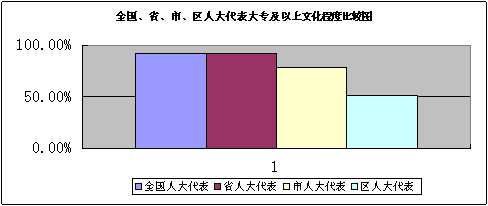 全国、省、市、区人大代表大专及以上文化程度比较图
100.00%
50.00%
0.00%
1
全国人大代表 省人大代表 市人大代表 区人大代表